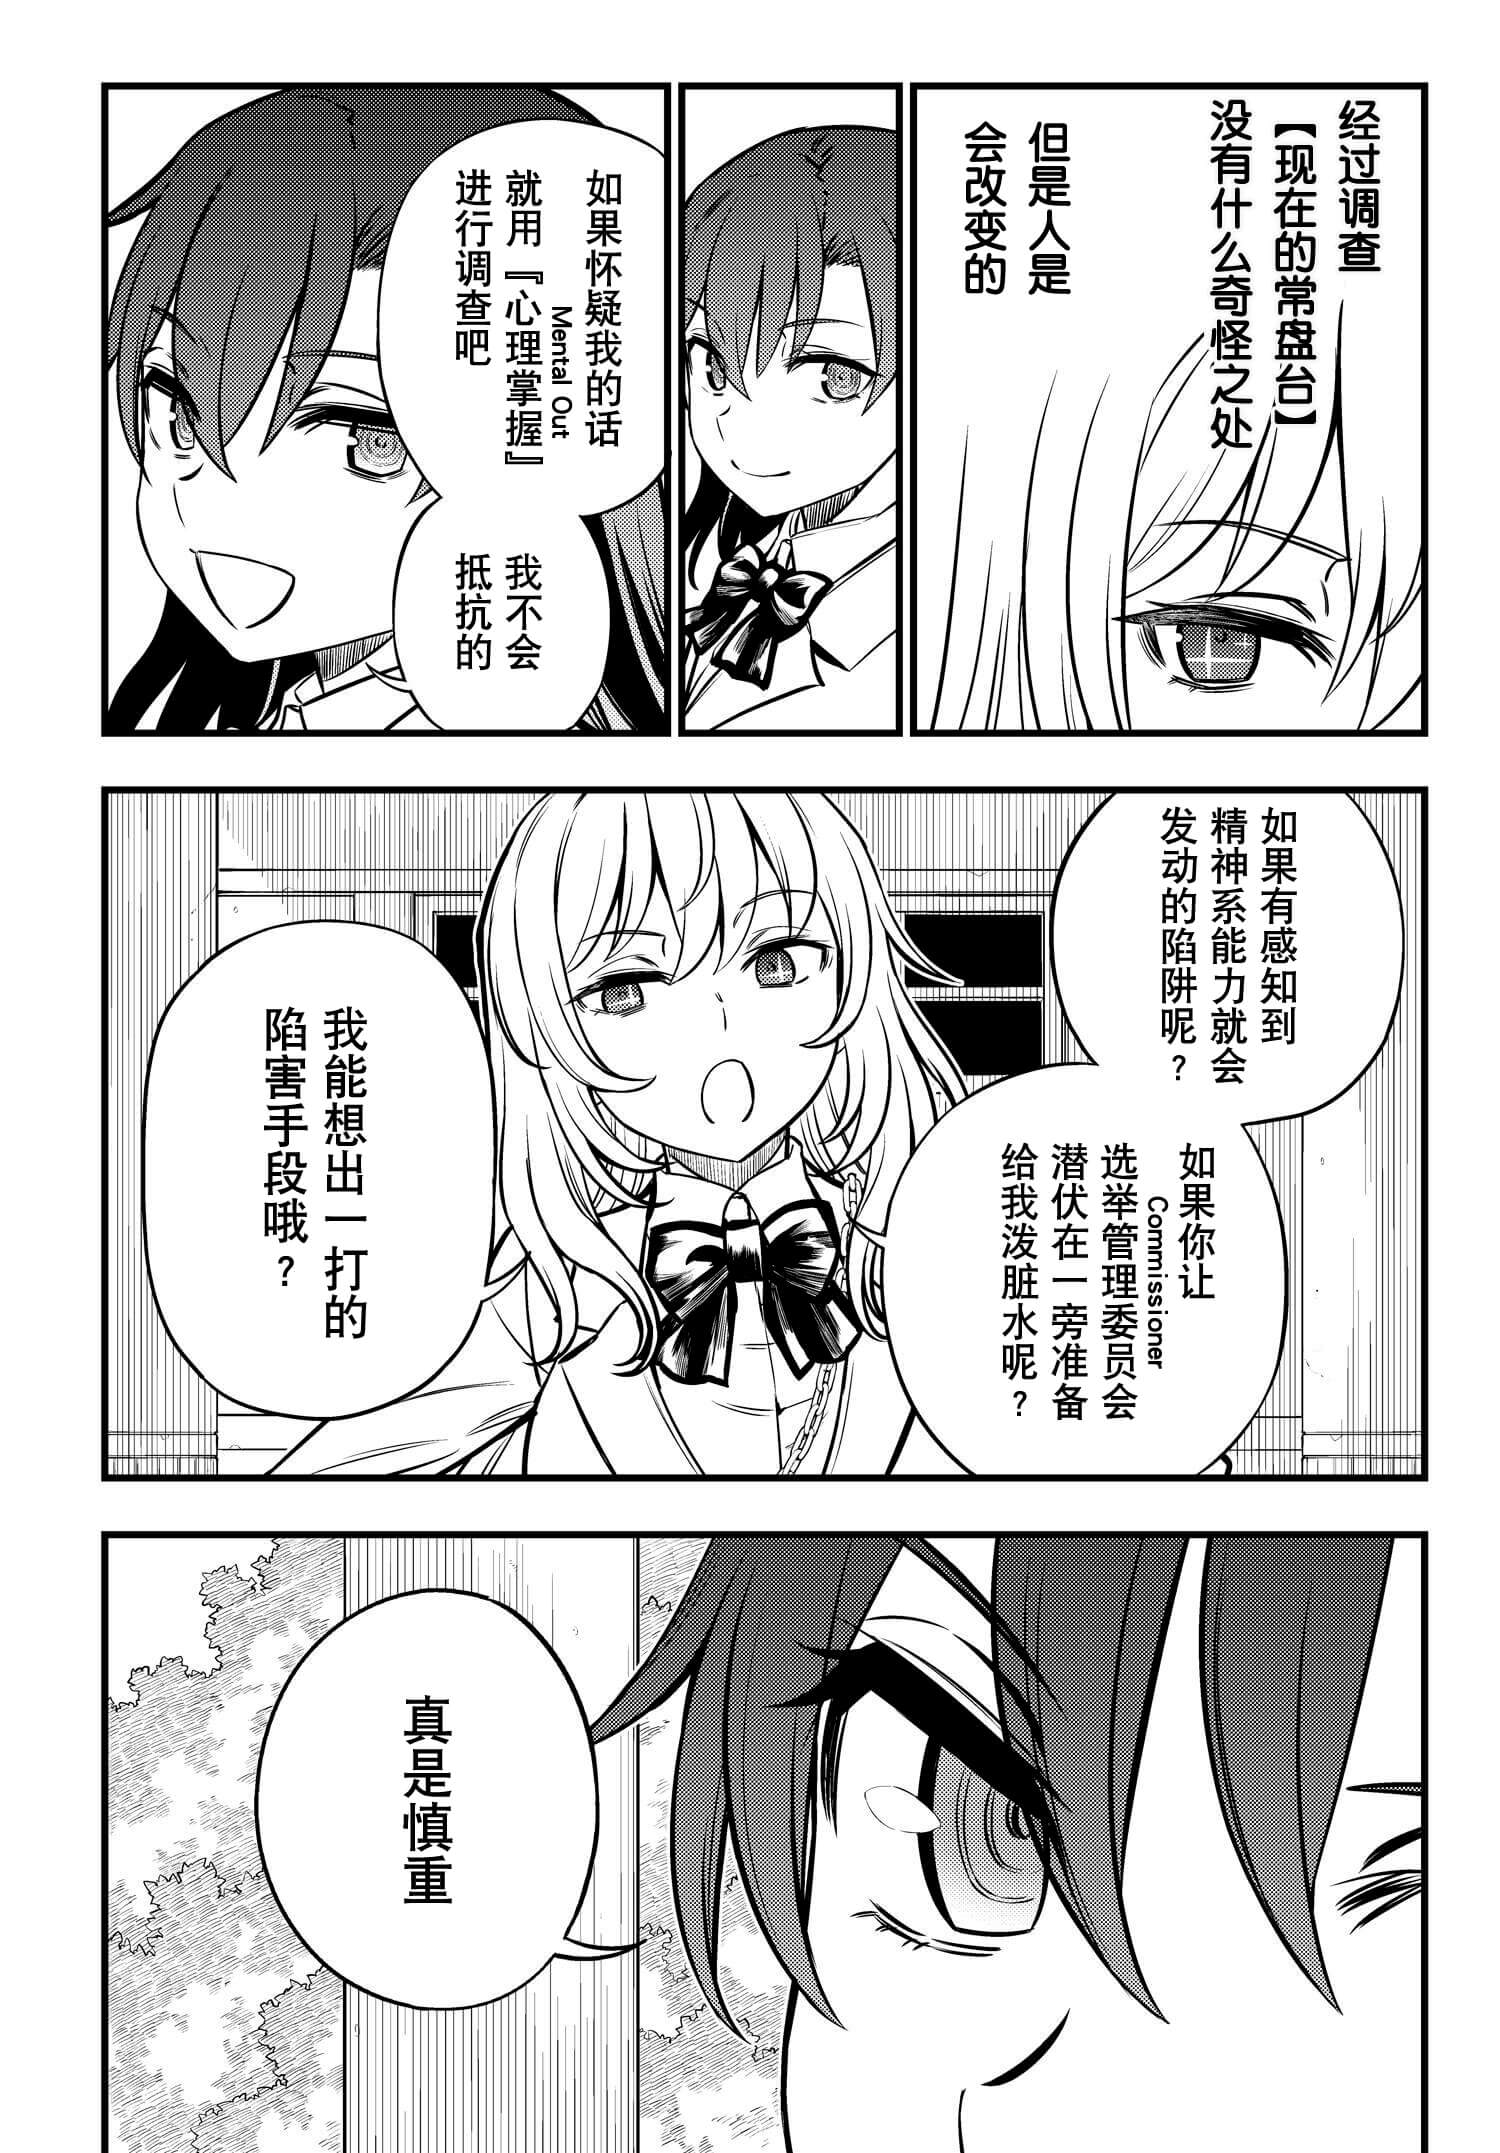 经过调查
【现在的常盘台】
没有什么奇怪之处
但是人是
会改变的
如果怀疑我的话
就用『心理掌握』
Mental Out
进行调查吧
我不会
抵抗的
如果有感知到
精神系能力就会
发动的陷阱呢？
如果你让
选举管理委员会
Commissioner
潜伏在一旁准备
给我泼脏水呢？
我能想出一打的
陷害手段哦？
真是慎重